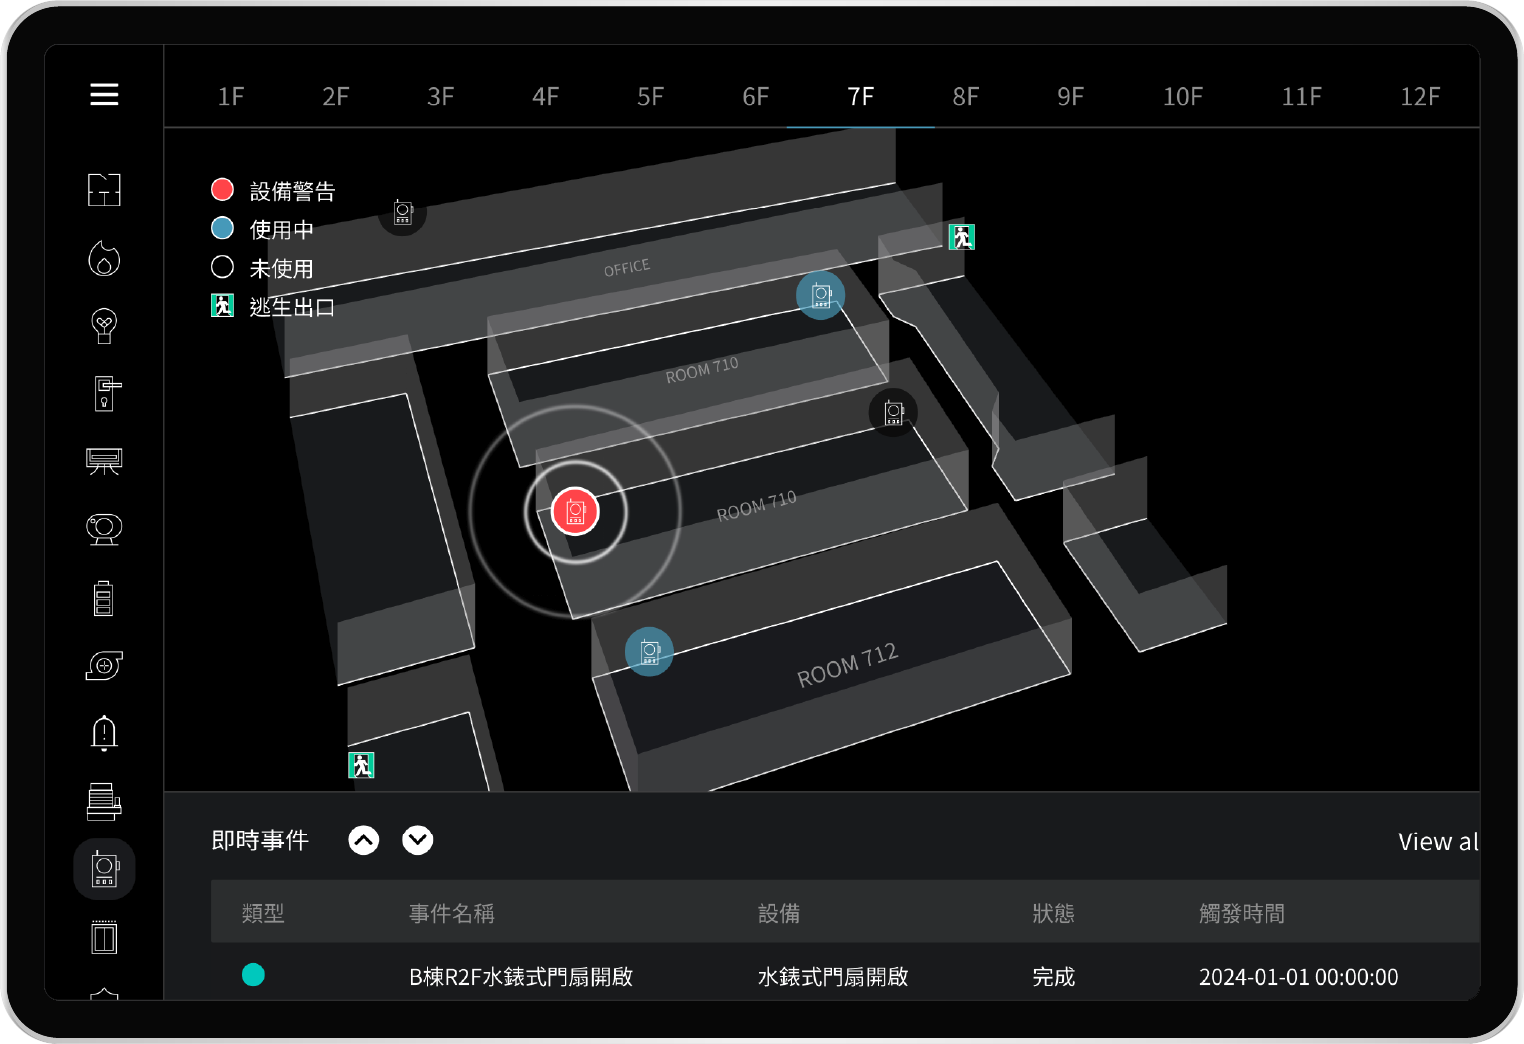 1F 2F 3F 4F 5F 6F 7F 8F 9F 10F 11F 12F
設備警告
使用中
未使用
逃生出口
OFFICE
ROOM 710
ROOM 710
ROOM 712
即時事件
View al
類型 事件名稱 設備 狀態 觸發時間
B棟R2F水錶式門扇開啟 水錶式門扇開啟 完成 2024-01-01 00:00:00